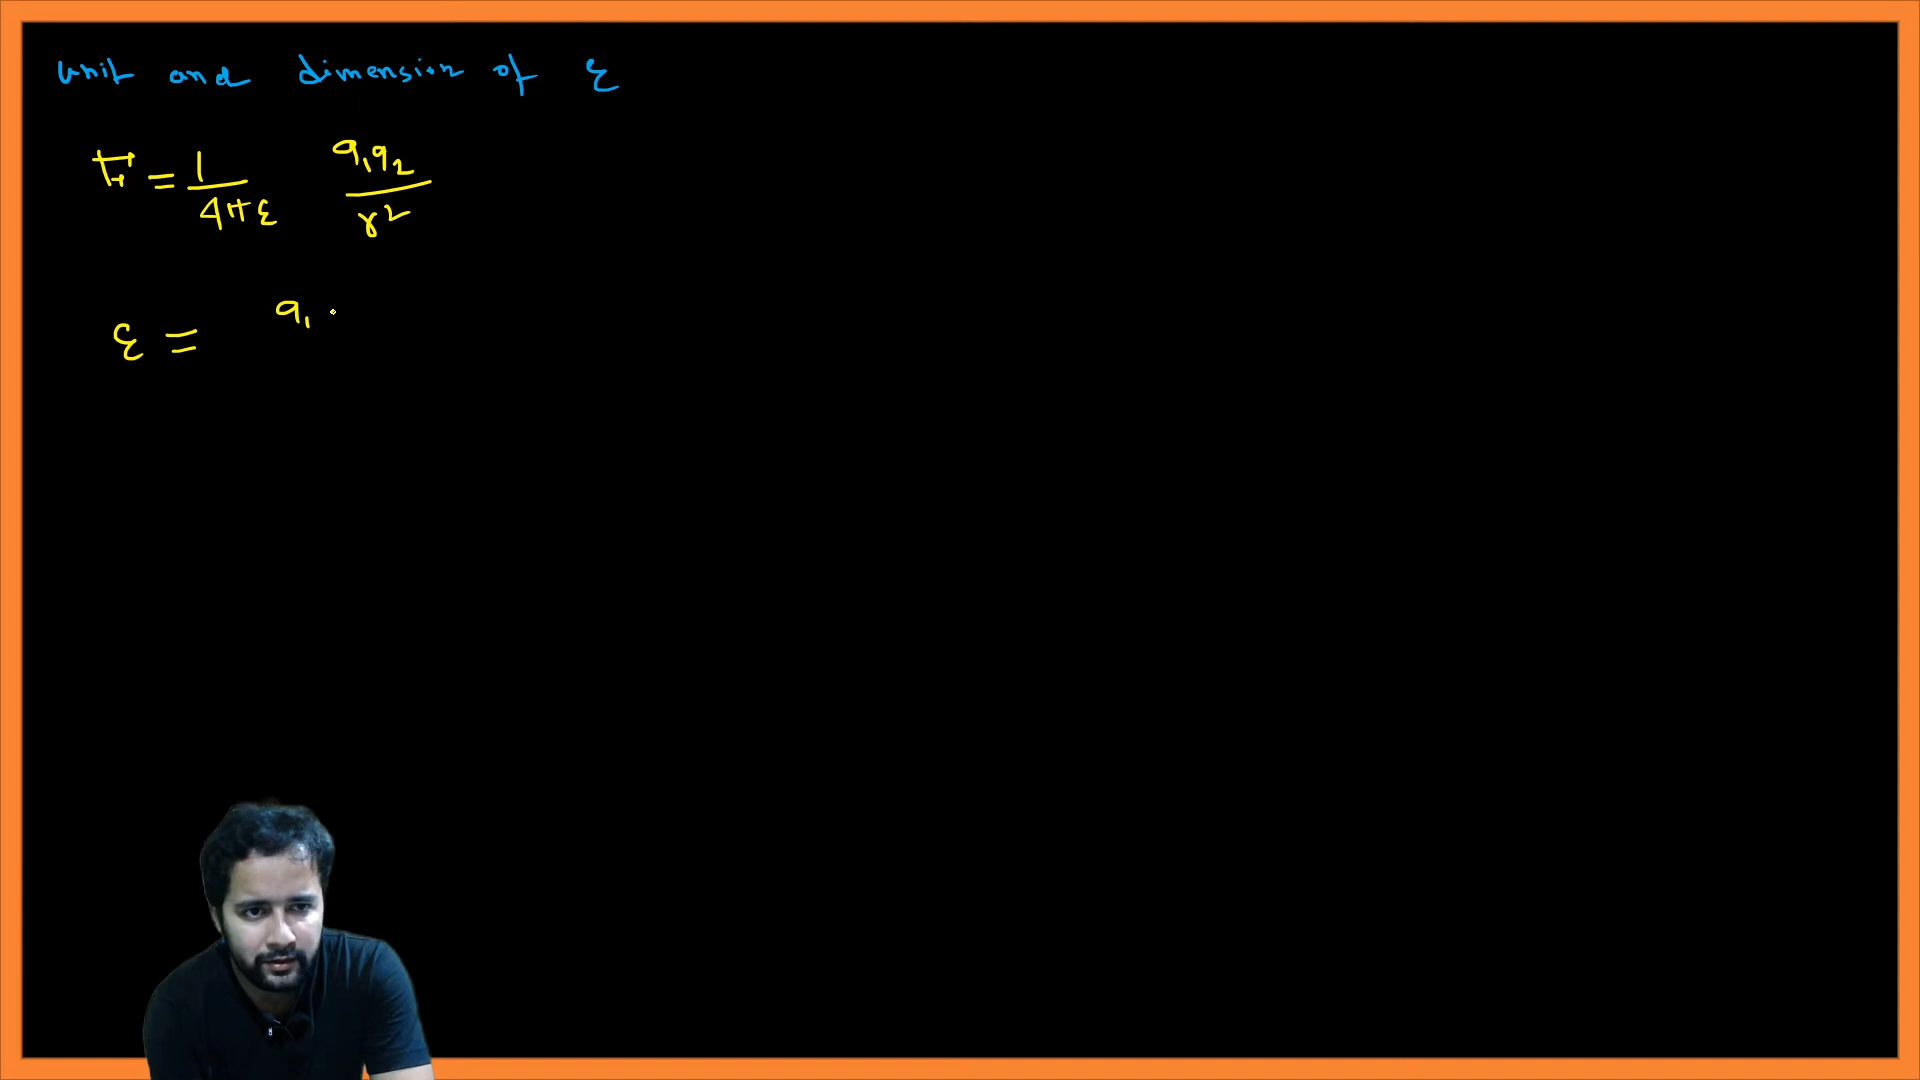 unit and dimension of ε
F = 1/4πε q₁q₂/r²
ε = q₁